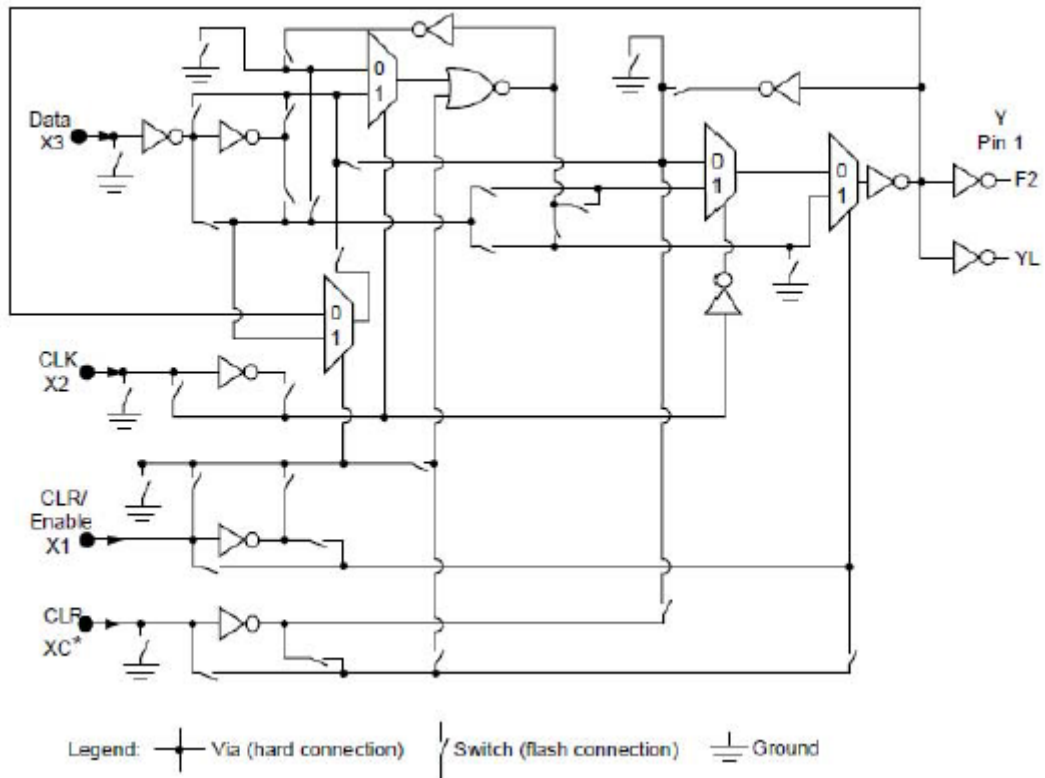 0
1
Data
X3
Y
Pin 1
0
1
0
1
F2
YL
0
1
CLK
X2
CLR/
Enable
X1
CLR
XC*
Legend: Via (hard connection) Switch (flash connection) Ground